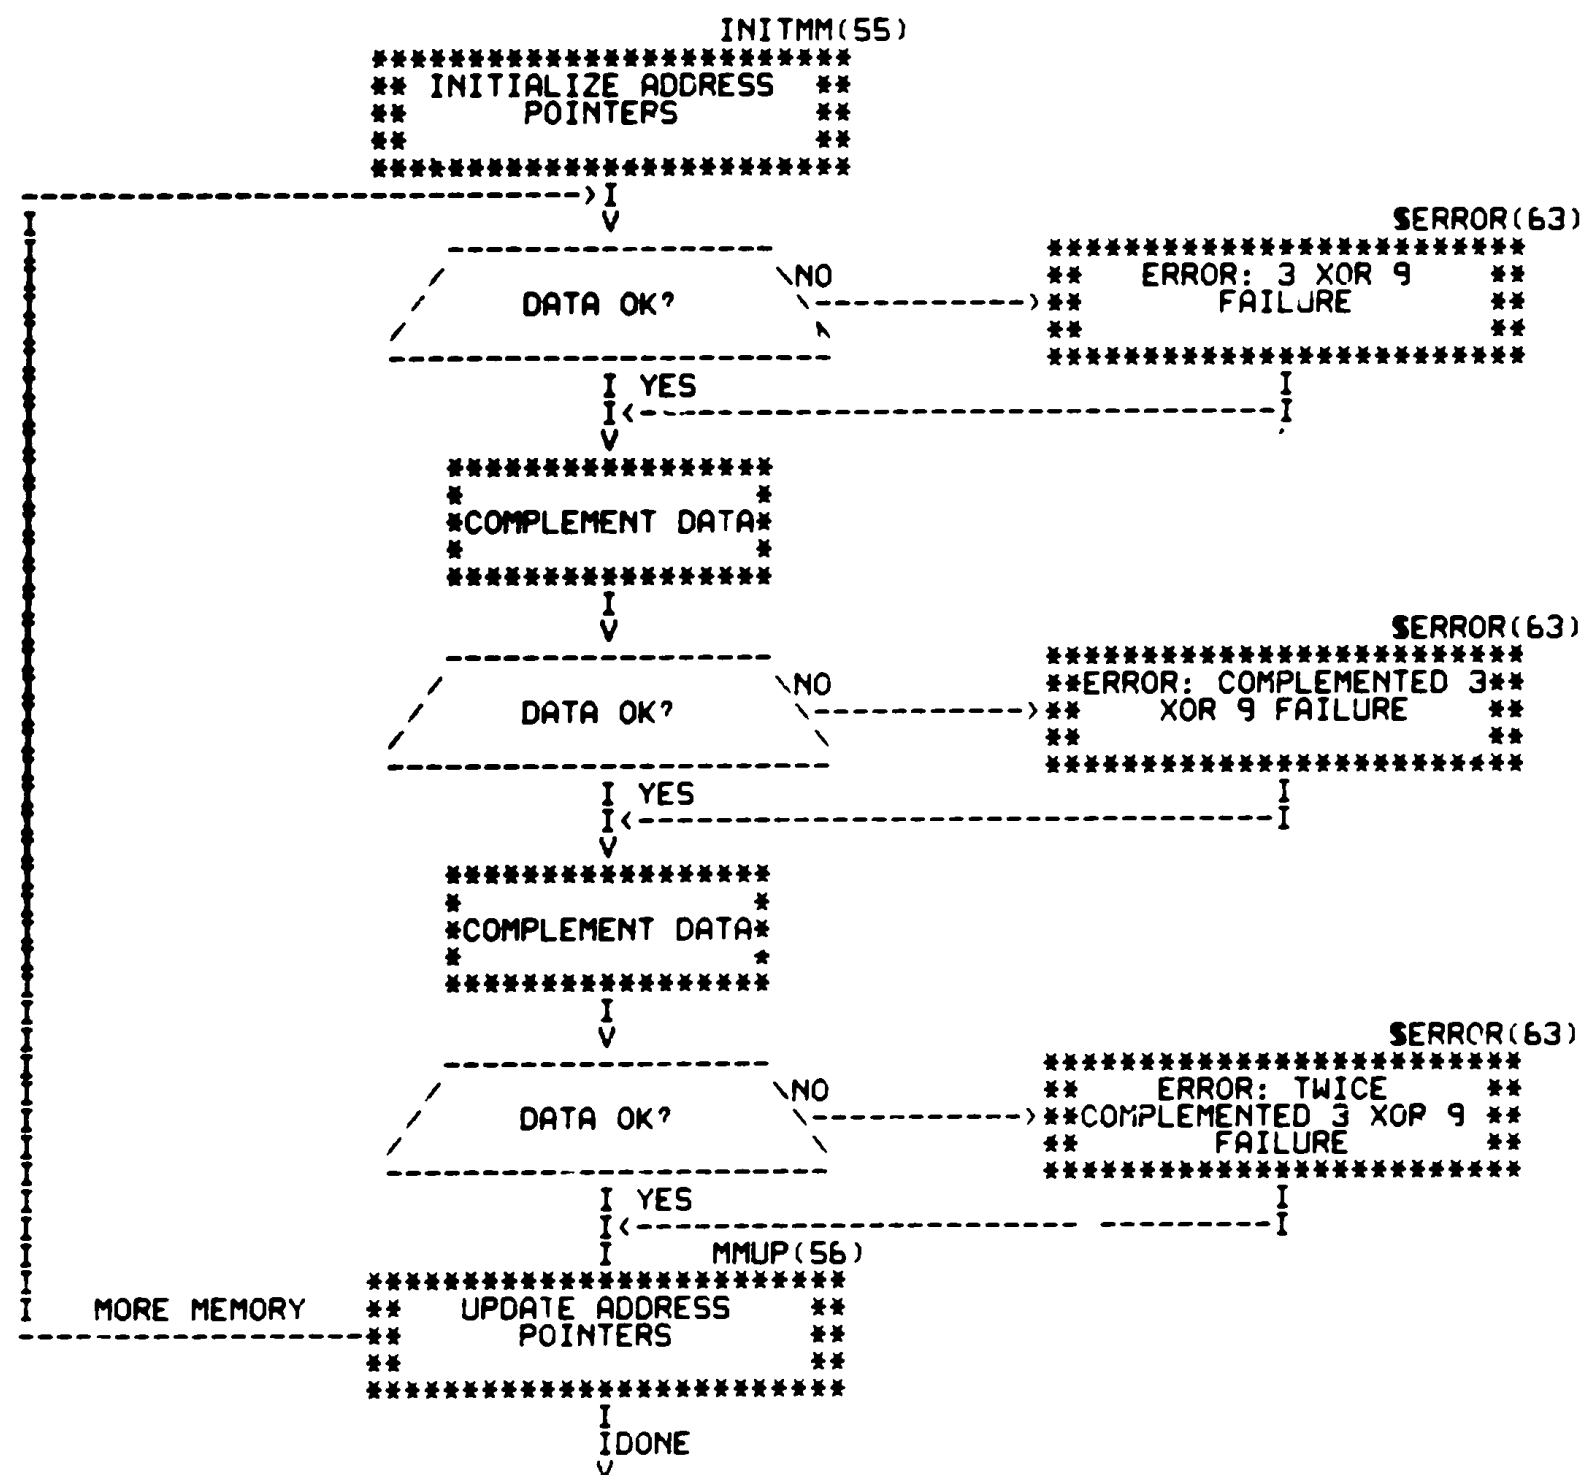 INITMM(55)
INITIALIZE ADDRESS
POINTERS
$ERROR(63)
NO
ERROR: 3 XOR 9
DATA OK?
FAILURE
YES
COMPLEMENT DATA
$ERROR(63)
NO
ERROR: COMPLEMENTED 3
DATA OK?
XOR 9 FAILURE
YES
COMPLEMENT DATA
$ERROR(63)
NO
ERROR: TWICE
DATA OK?
COMPLEMENTED 3 XOR 9
FAILURE
YES
MMUP(56)
MORE MEMORY
UPDATE ADDRESS
POINTERS
DONE